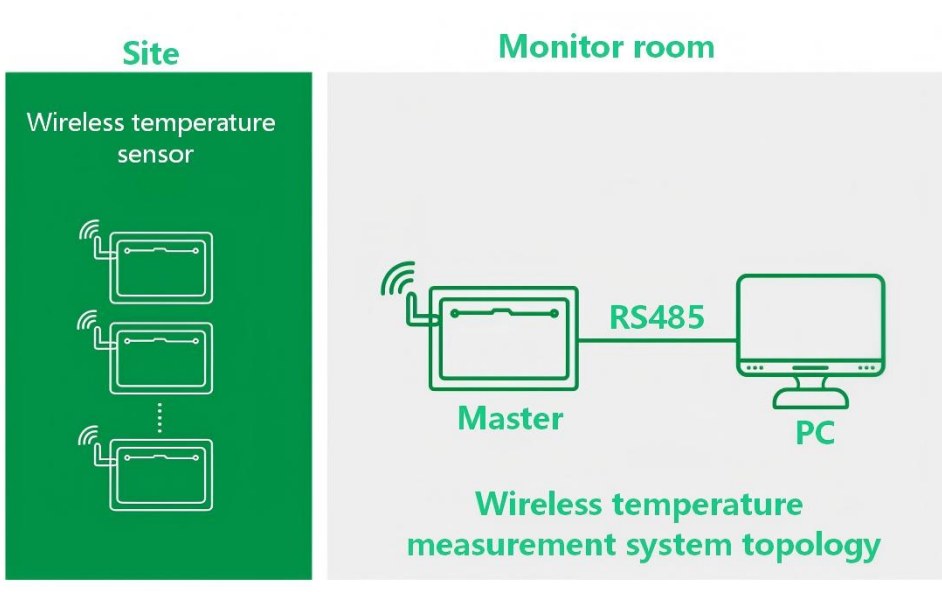 Site
Monitor room
Wireless temperature
sensor
RS485
Master
PC
Wireless temperature
measurement system topology